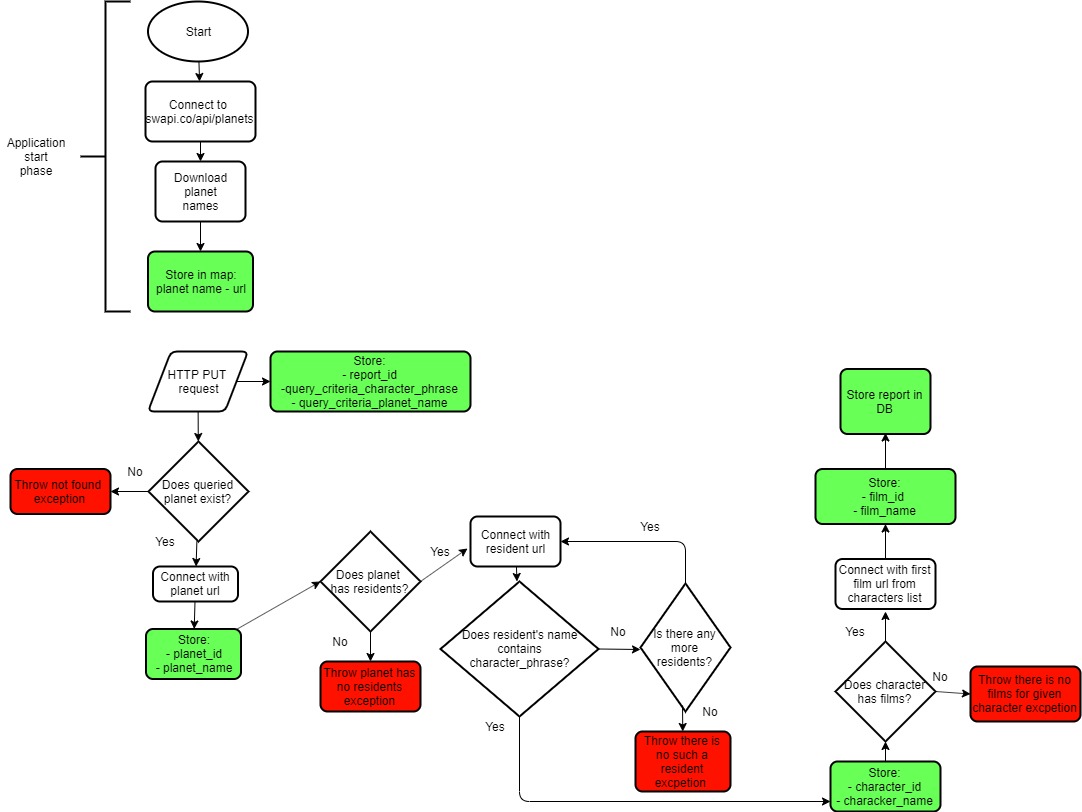 Start
Connect to
swapi.co/api/planets
Application
start
phase
Download
planet
names
Store in map:
planet name - url
HTTP PUT
request
Store:
- report_id
-query_criteria_character_phrase
- query_criteria_planet_name
Does queried
planet exist?
No
Throw not found
exception
Yes
Connect with
planet url
Store:
- planet_id
- planet_name
Does planet
has residents?
Yes
No
Throw planet has
no residents
exception
Connect with
resident url
Does resident's name
contains
character_phrase?
No
Yes
Is there any
more
residents?
Yes
No
Throw there is
no such a
resident
excpetion
Store:
- character_id
- characker_name
Does character
has films?
No
Throw there is no
films for given
character excpetion
Yes
Connect with first
film url from
characters list
Store:
- film_id
- film_name
Store report in
DB